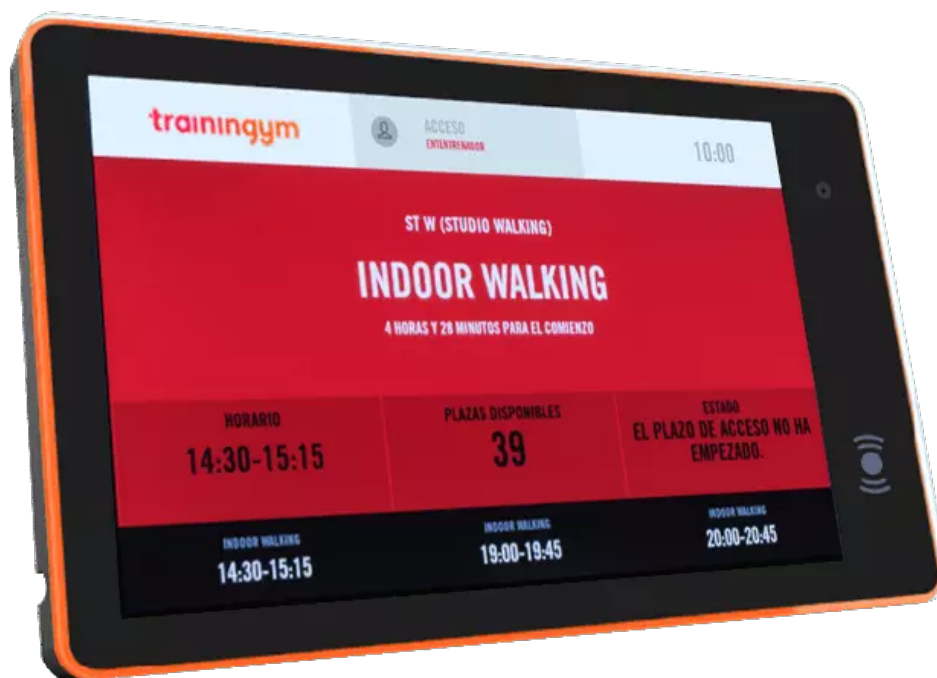 trainingym
ACCESO
ENTENTRENADOR
10:00
ST W (STUDIO WALKING)
INDOOR WALKING
4 HORAS Y 28 MINUTOS PARA EL COMIENZO
HORARIO
14:30-15:15
PLAZAS DISPONIBLES
39
ESTADO
EL PLAZO DE ACCESO NO HA
EMPEZADO.
INDOOR WALKING
14:30-15:15
INDOOR WALKING
19:00-19:45
INDOOR WALKING
20:00-20:45